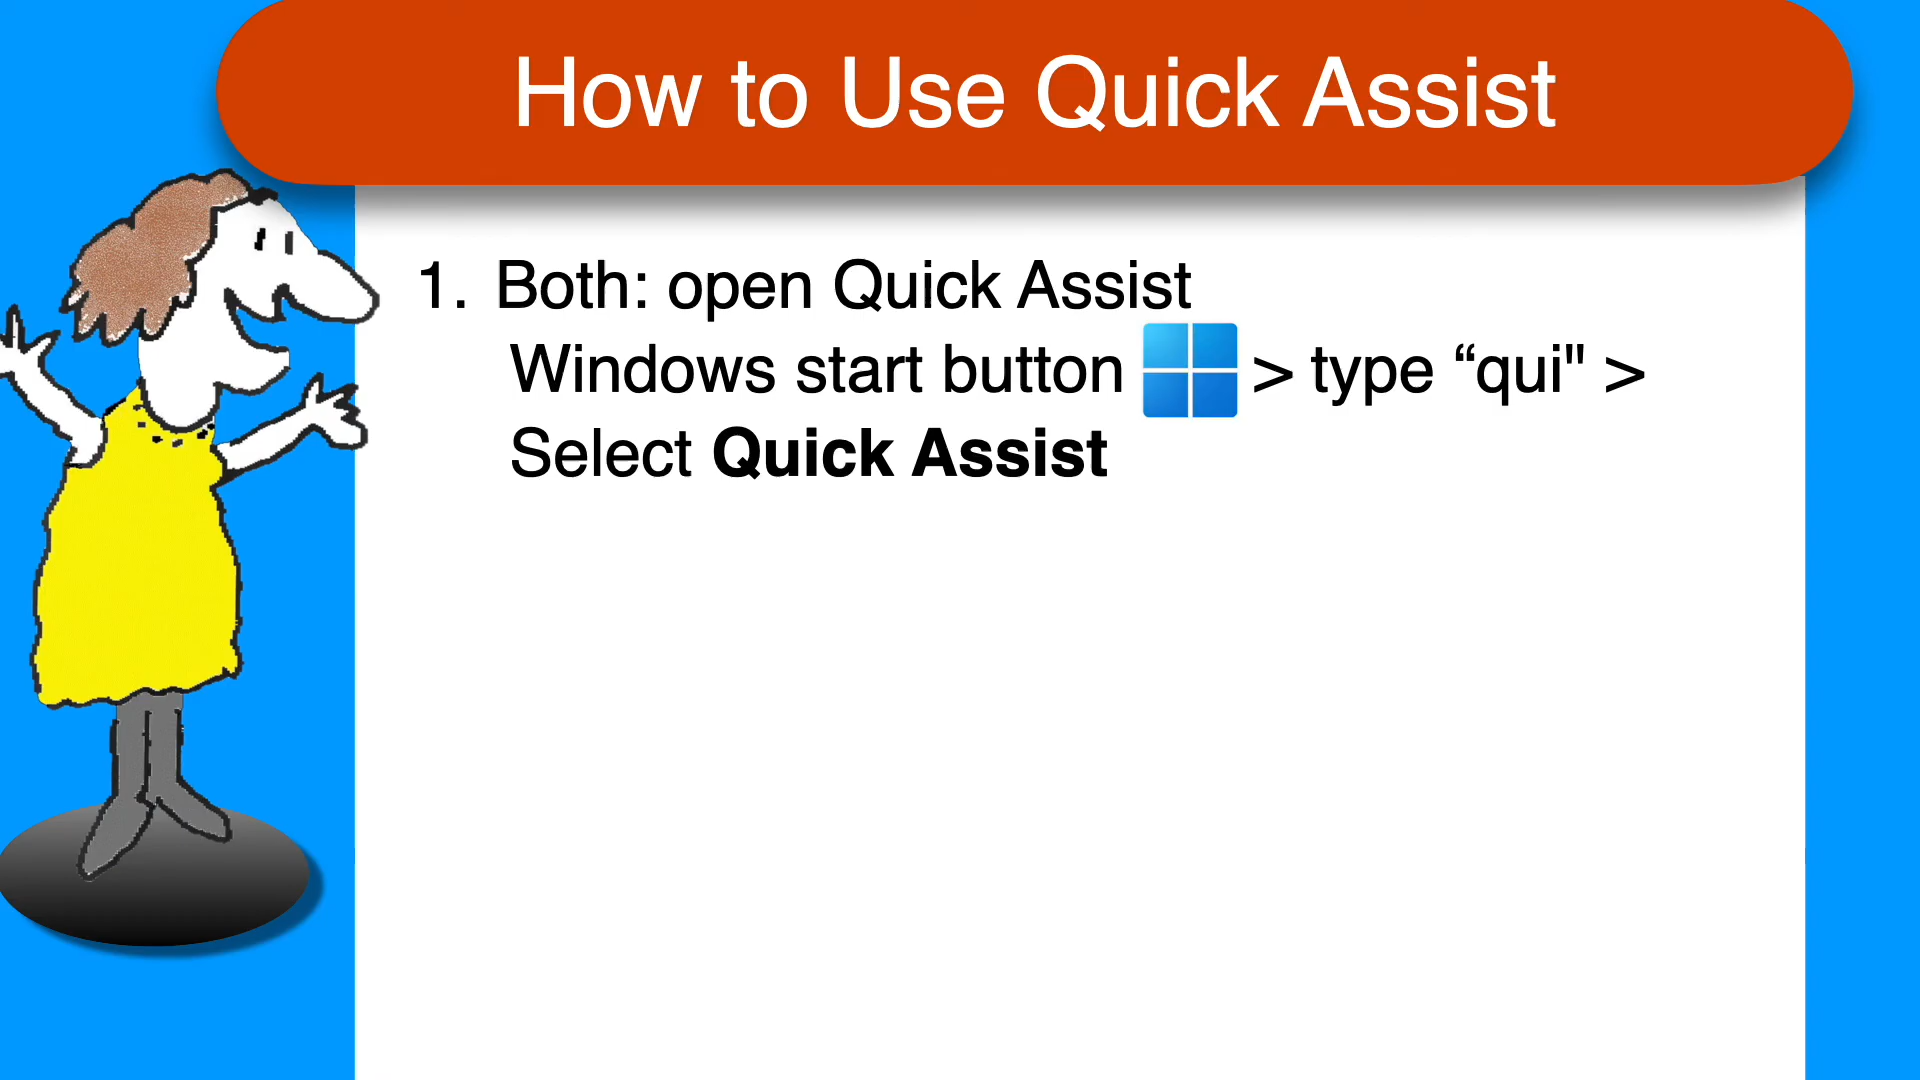 How to Use Quick Assist
1. Both: open Quick Assist
Windows start button > type “qui" >
Select Quick Assist